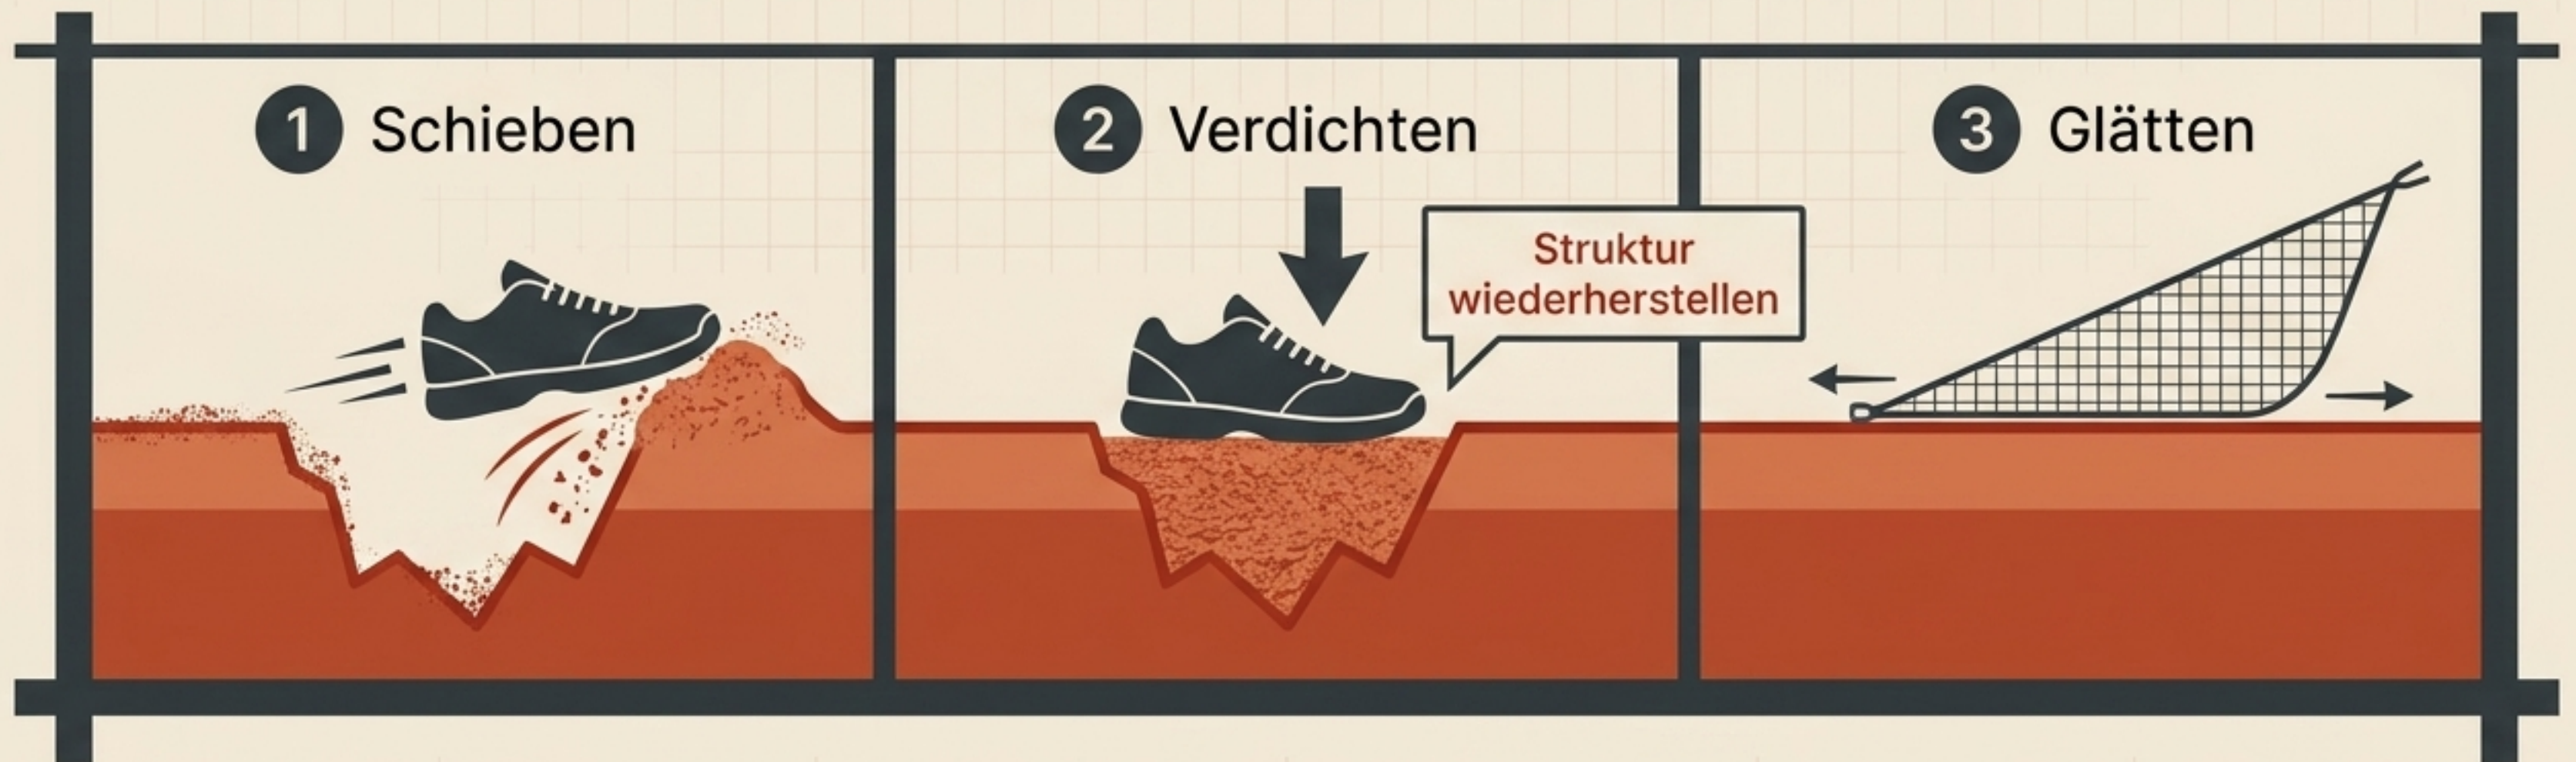 1 Schieben
2 Verdichten
3 Glätten
Struktur
wiederherstellen